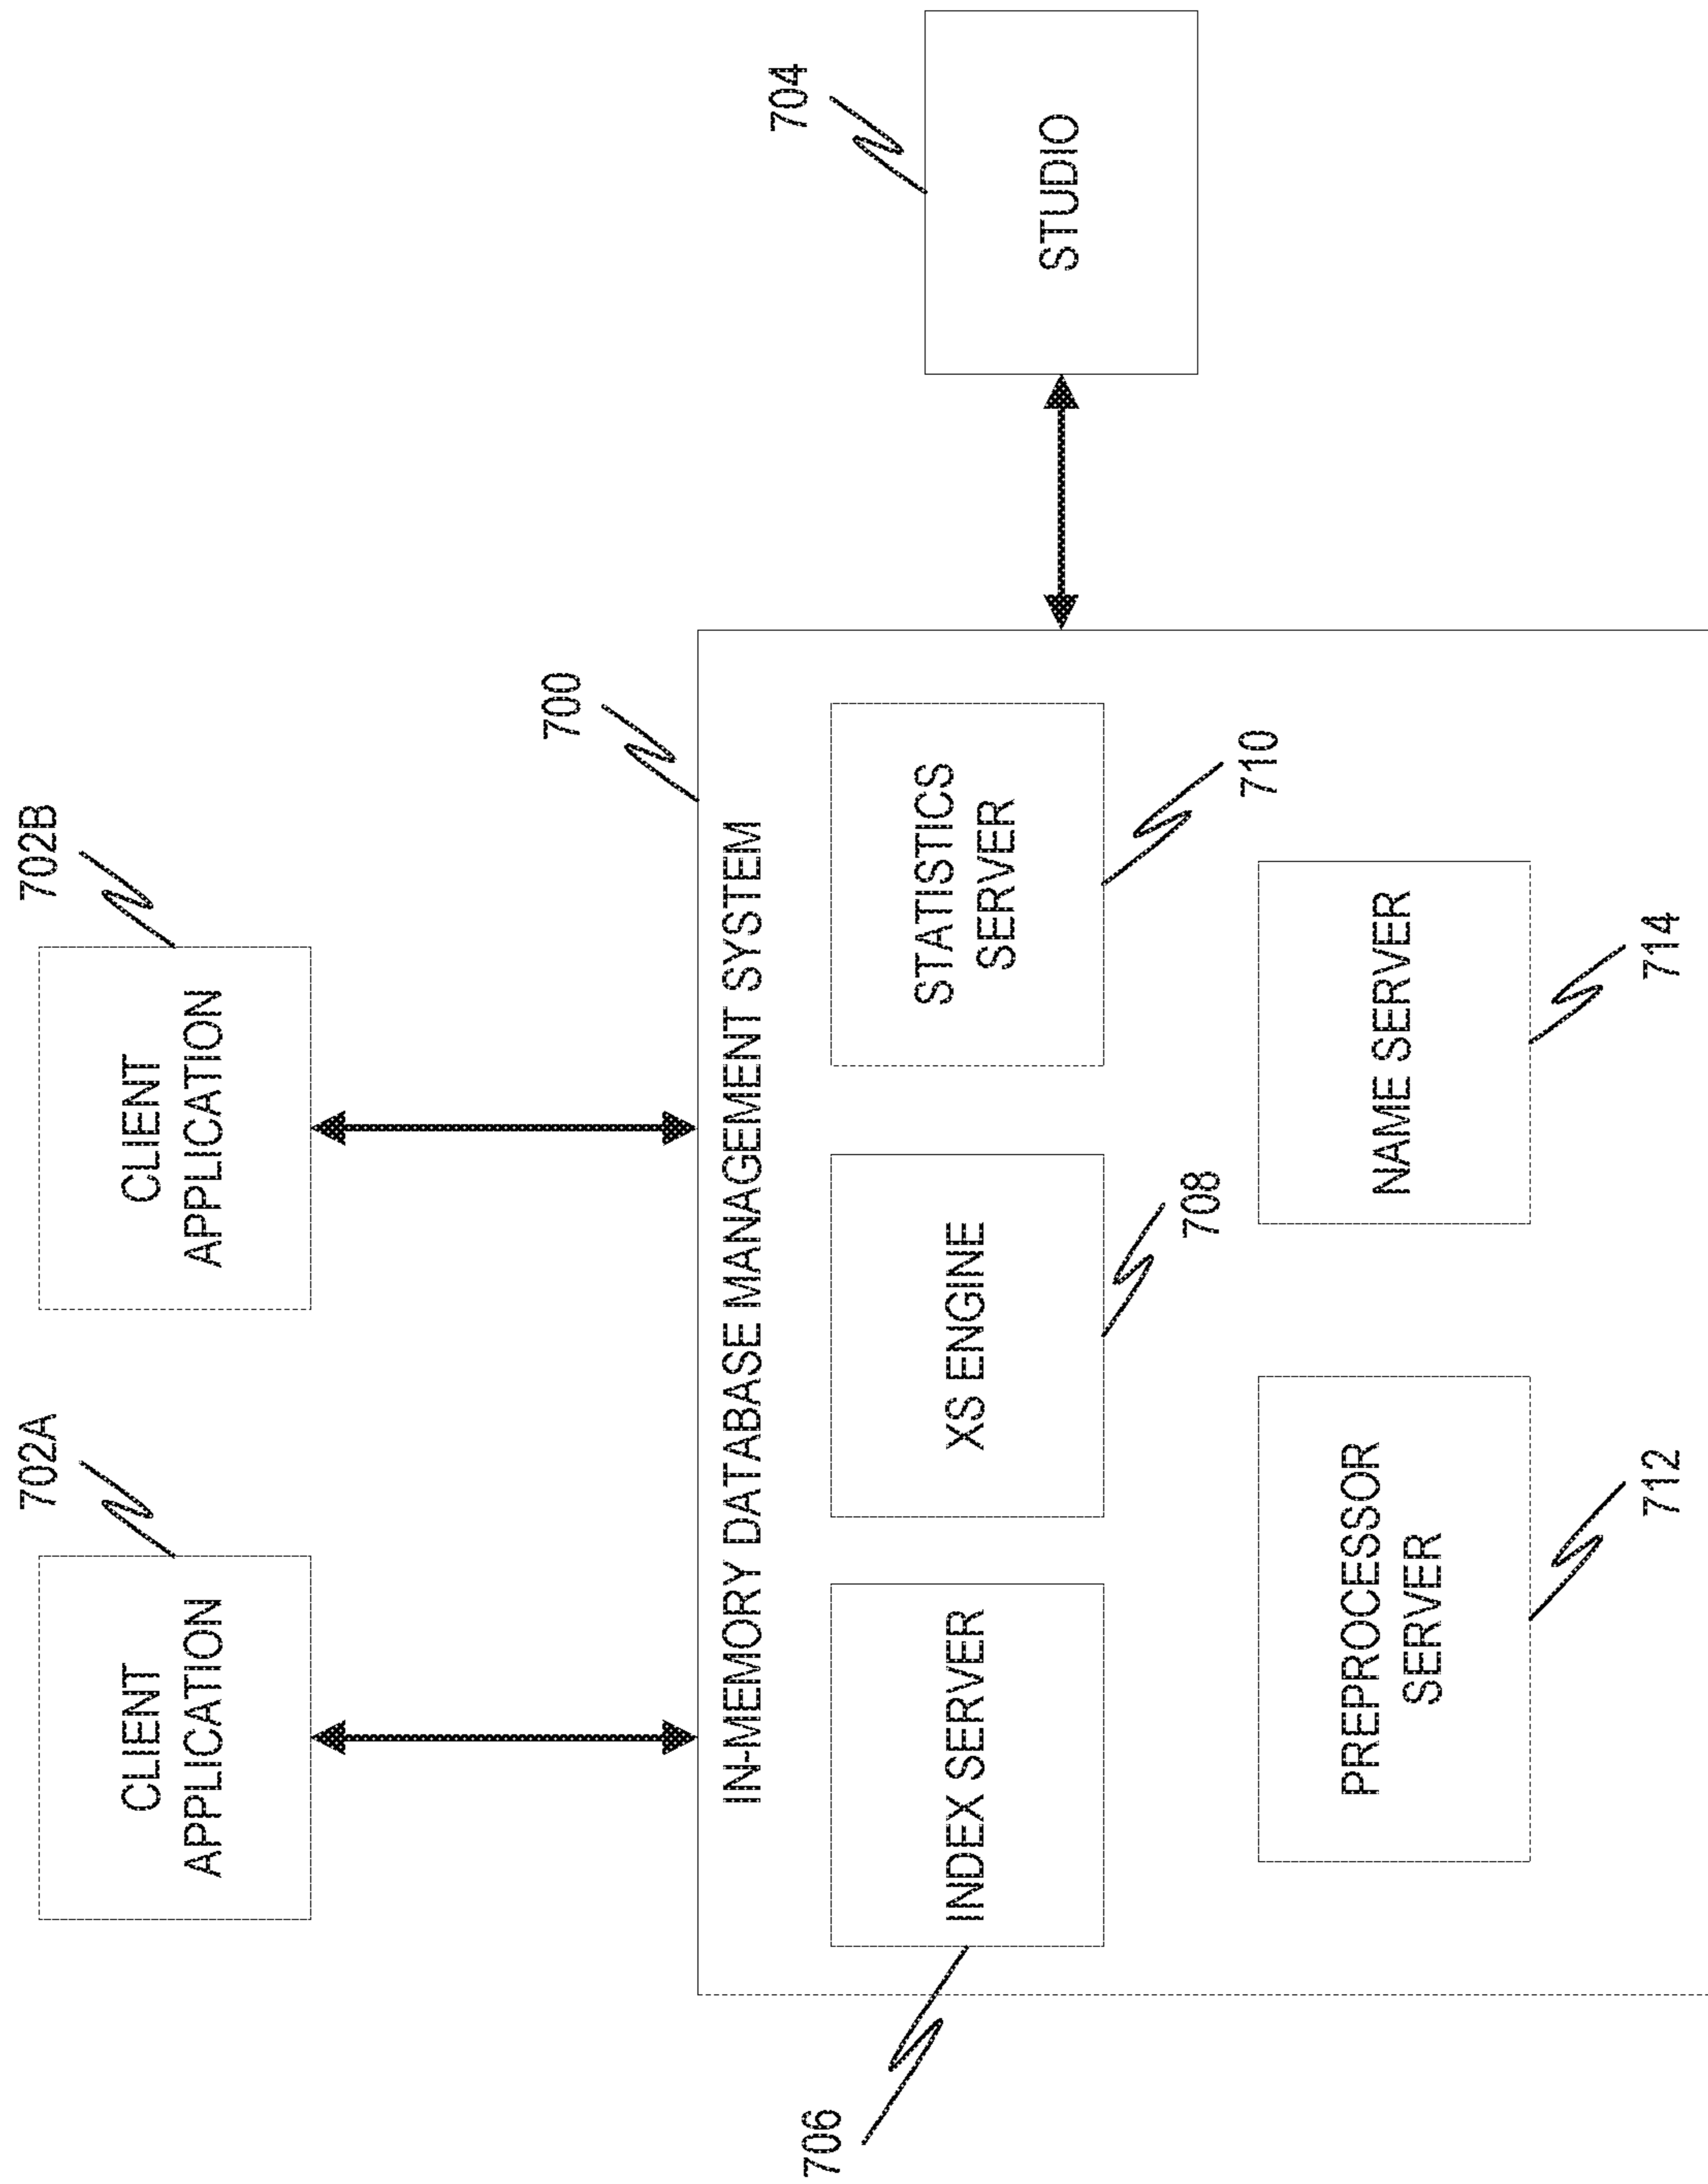 702A
CLIENT
APPLICATION
702B
CLIENT
APPLICATION
700
IN-MEMORY DATABASE MANAGEMENT SYSTEM
704
STUDIO
706
INDEX SERVER
XS ENGINE
708
STATISTICS
SERVER
710
PREPROCESSOR
SERVER
712
NAME SERVER
714